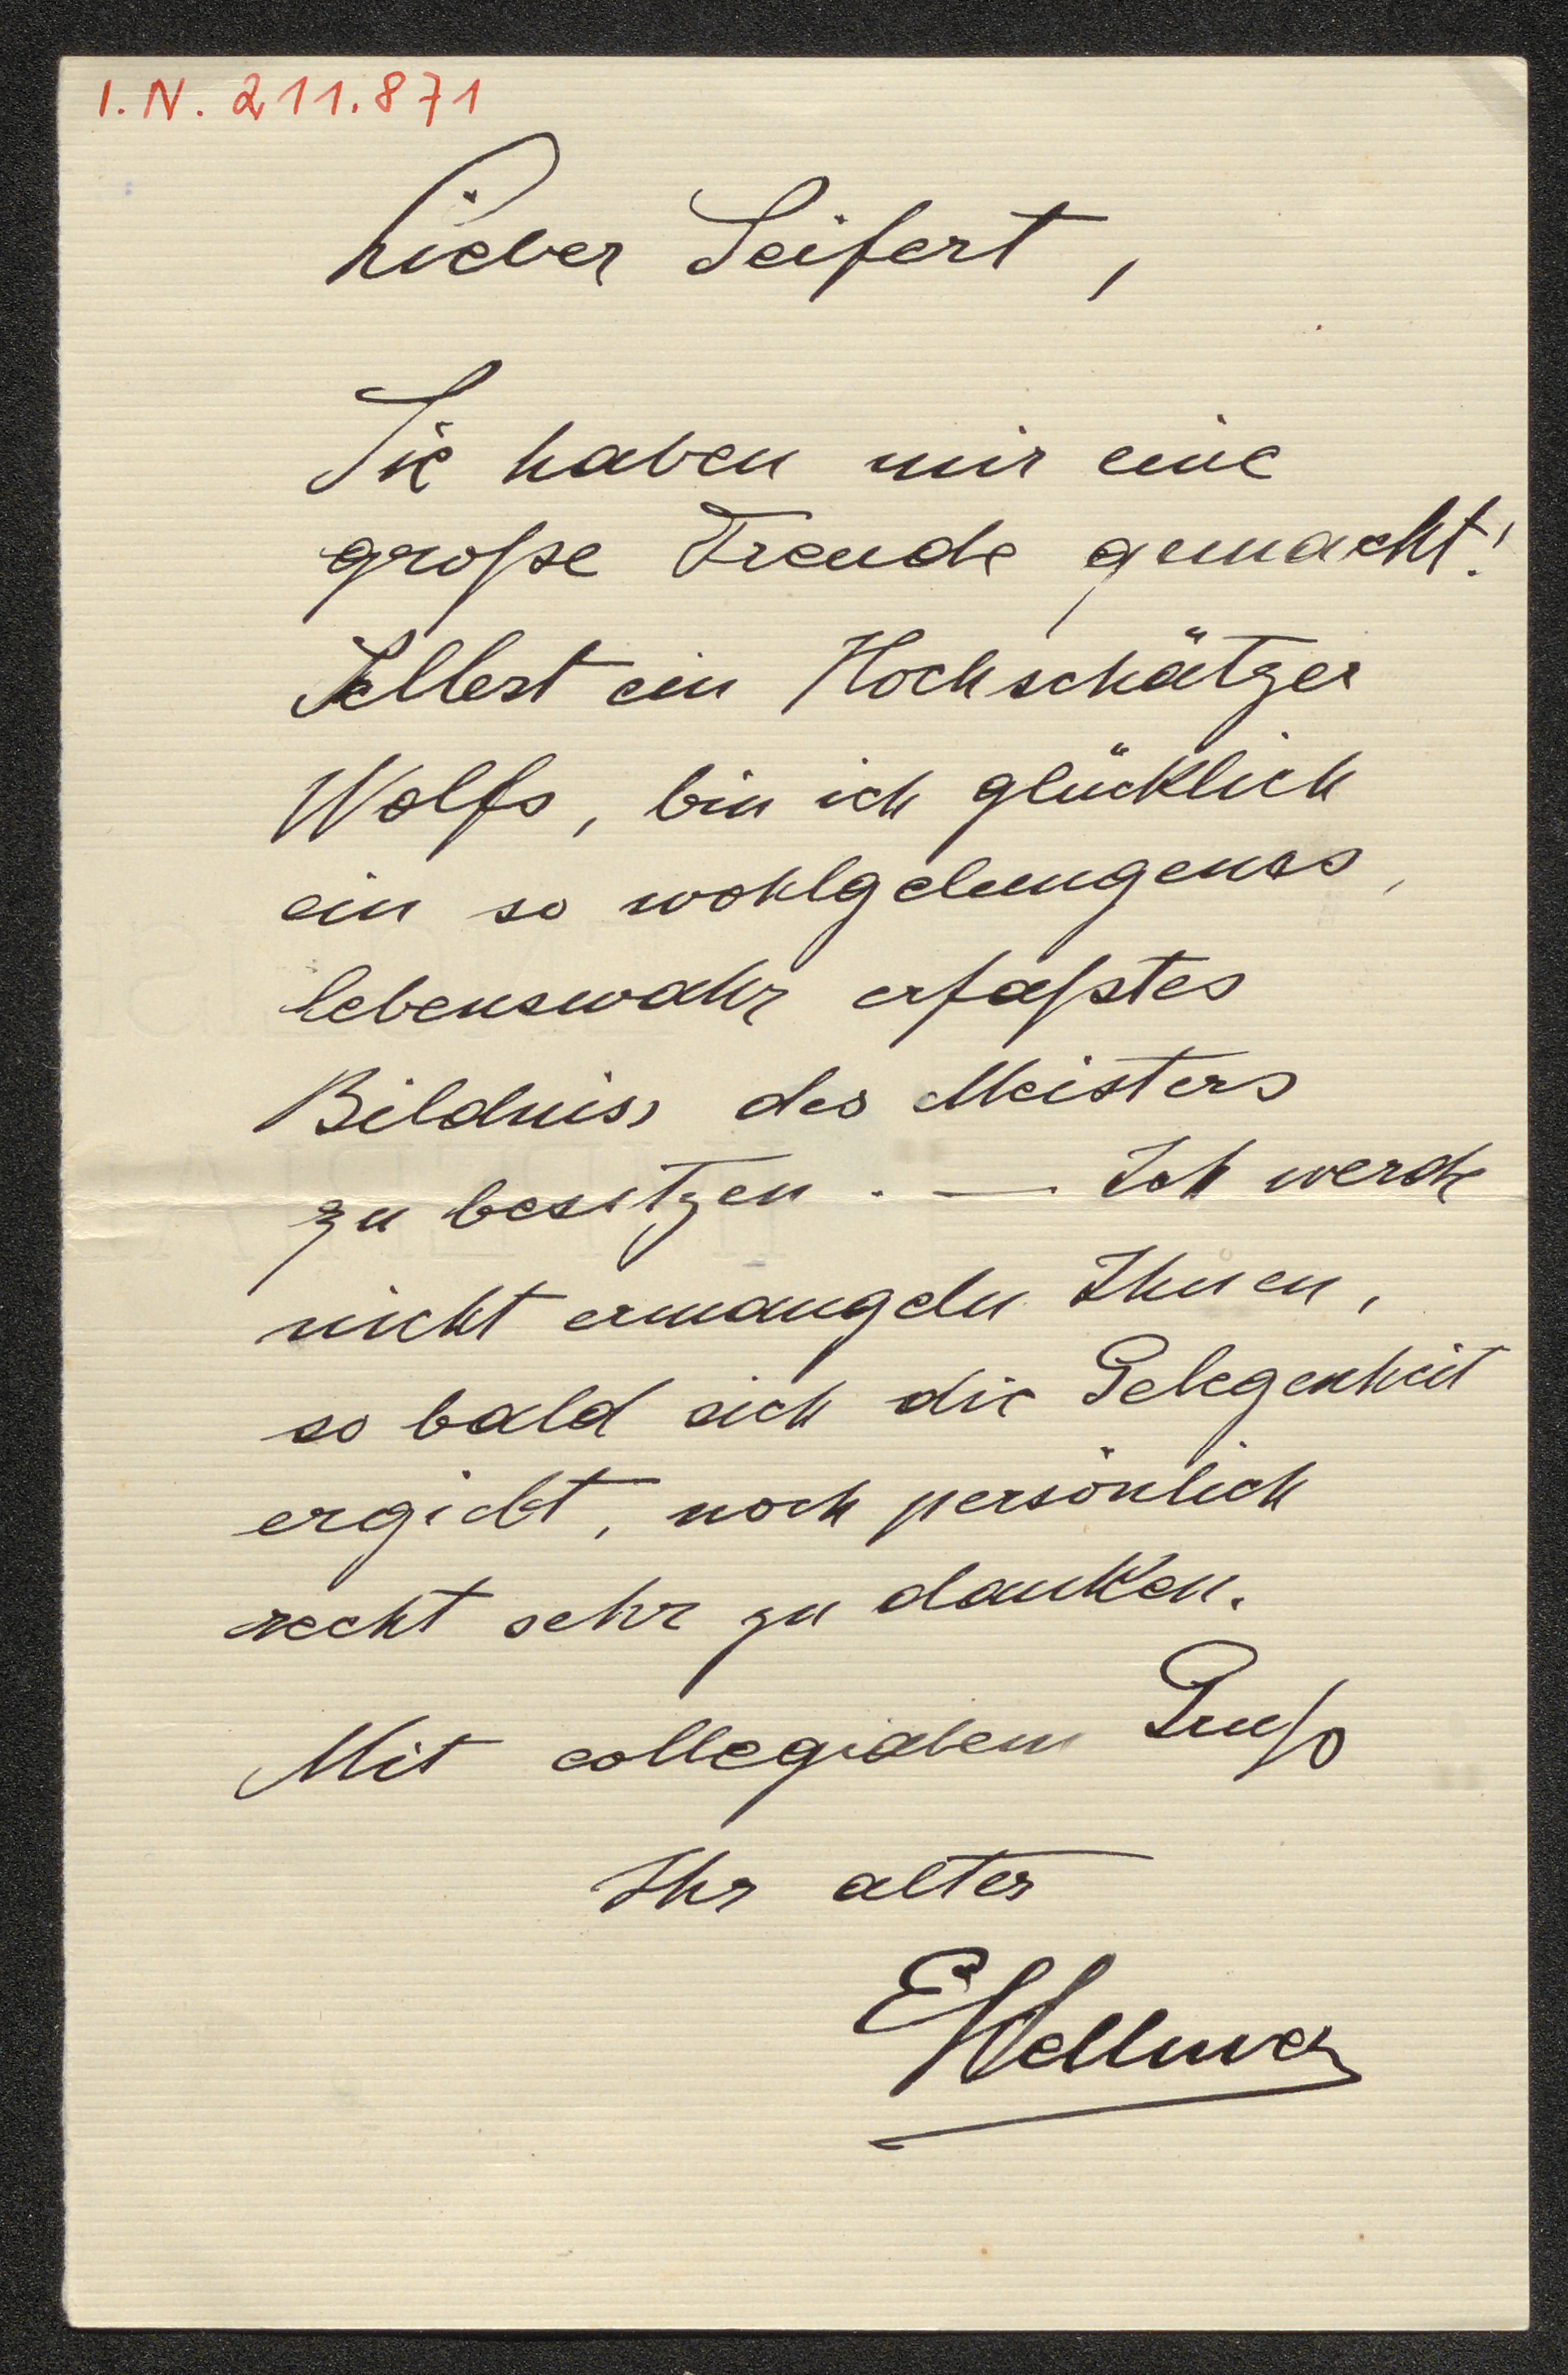 I. N. 211.871
Lieber Seifert,
Sie haben mir eine
große Freude gemacht!
Selbst ein Hochschätzer
Wolfs, bin ich glücklich
ein so wohlgelungenes,
lebenswahr erfaßtes
Bildniss des Meisters
zu besitzen. — Ich werde
nicht ermangeln Ihnen,
so bald sich die Gelegenheit
ergibt, noch persönlich
recht sehr zu danken.
Mit collegialem Gruß
Ihr alter
EHellmer